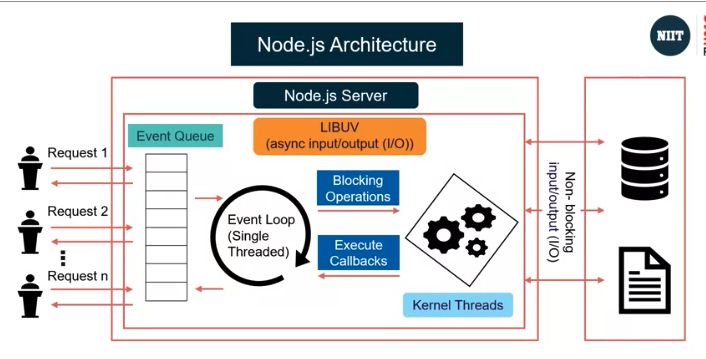 Node.js Architecture
NIIT
Node.js Server
LIBUV
(async input/output (I/O))
Event Queue
Request 1
Request 2
Request n
Event Loop
(Single
Threaded)
Blocking
Operations
Execute
Callbacks
Kernel Threads
Non- blocking
input/output (I/O)